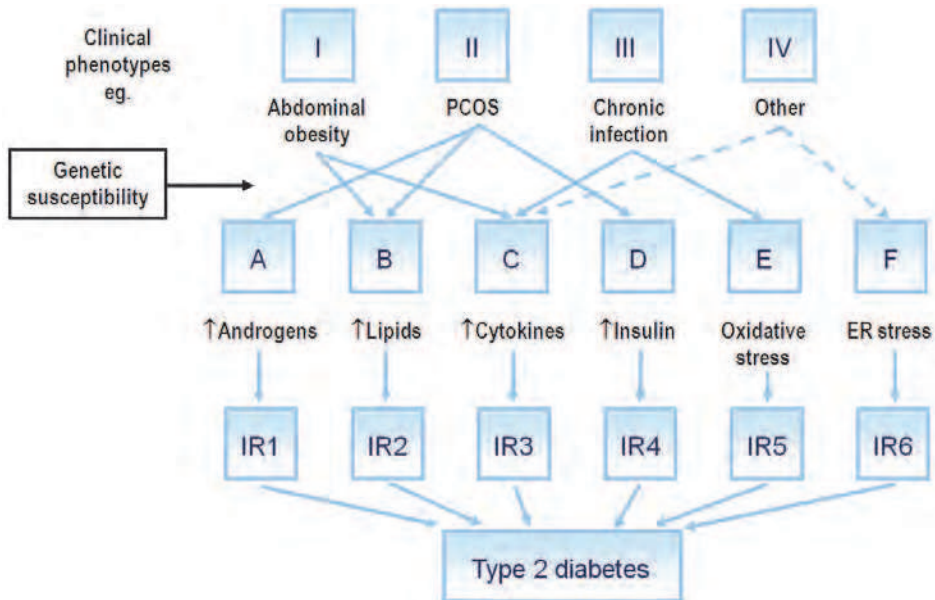 Clinical
phenotypes
eg.
I
II
III
IV
Abdominal
obesity
PCOS
Chronic
infection
Other
Genetic
susceptibility
A
B
C
D
E
F
↑Androgens
↑Lipids
↑Cytokines
↑Insulin
Oxidative
stress
ER stress
IR1
IR2
IR3
IR4
IR5
IR6
Type 2 diabetes